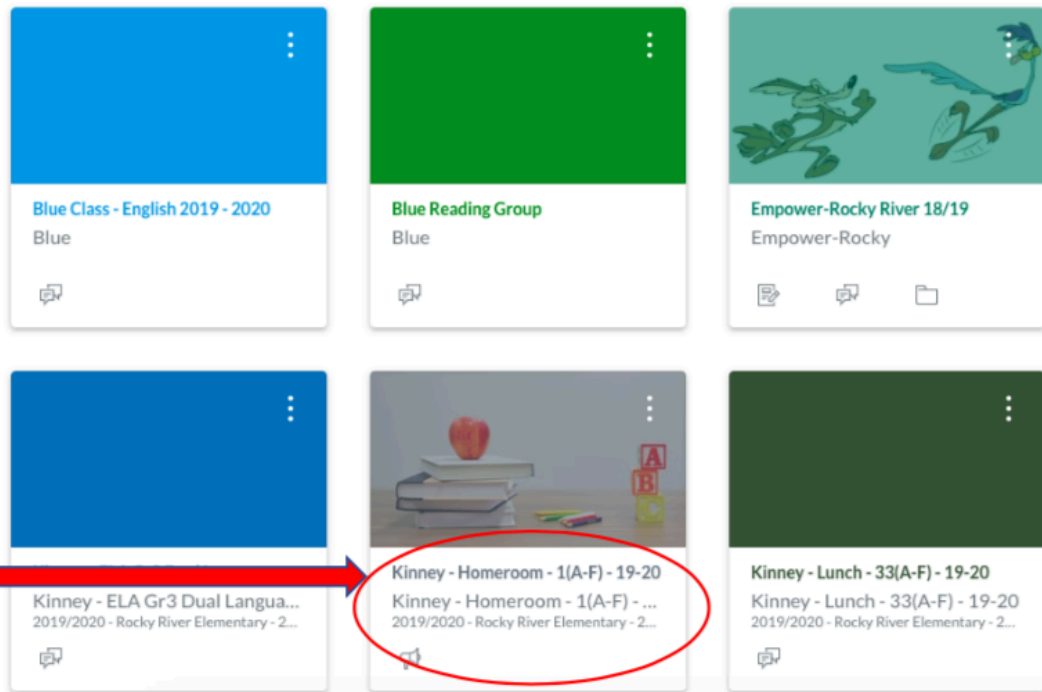 Blue Class - English 2019 - 2020
Blue
Blue Reading Group
Blue
Empower-Rocky River 18/19
Empower-Rocky
A
B
C
Kinney - ELA Gr3 Dual Langua...
2019/2020 - Rocky River Elementary - 2...
Kinney - Homeroom - 1(A-F) - 19-20
Kinney - Homeroom - 1(A-F) - ...
2019/2020 - Rocky River Elementary - 2...
Kinney - Lunch - 33(A-F) - 19-20
Kinney - Lunch - 33(A-F) - 19-20
2019/2020 - Rocky River Elementary - 2...